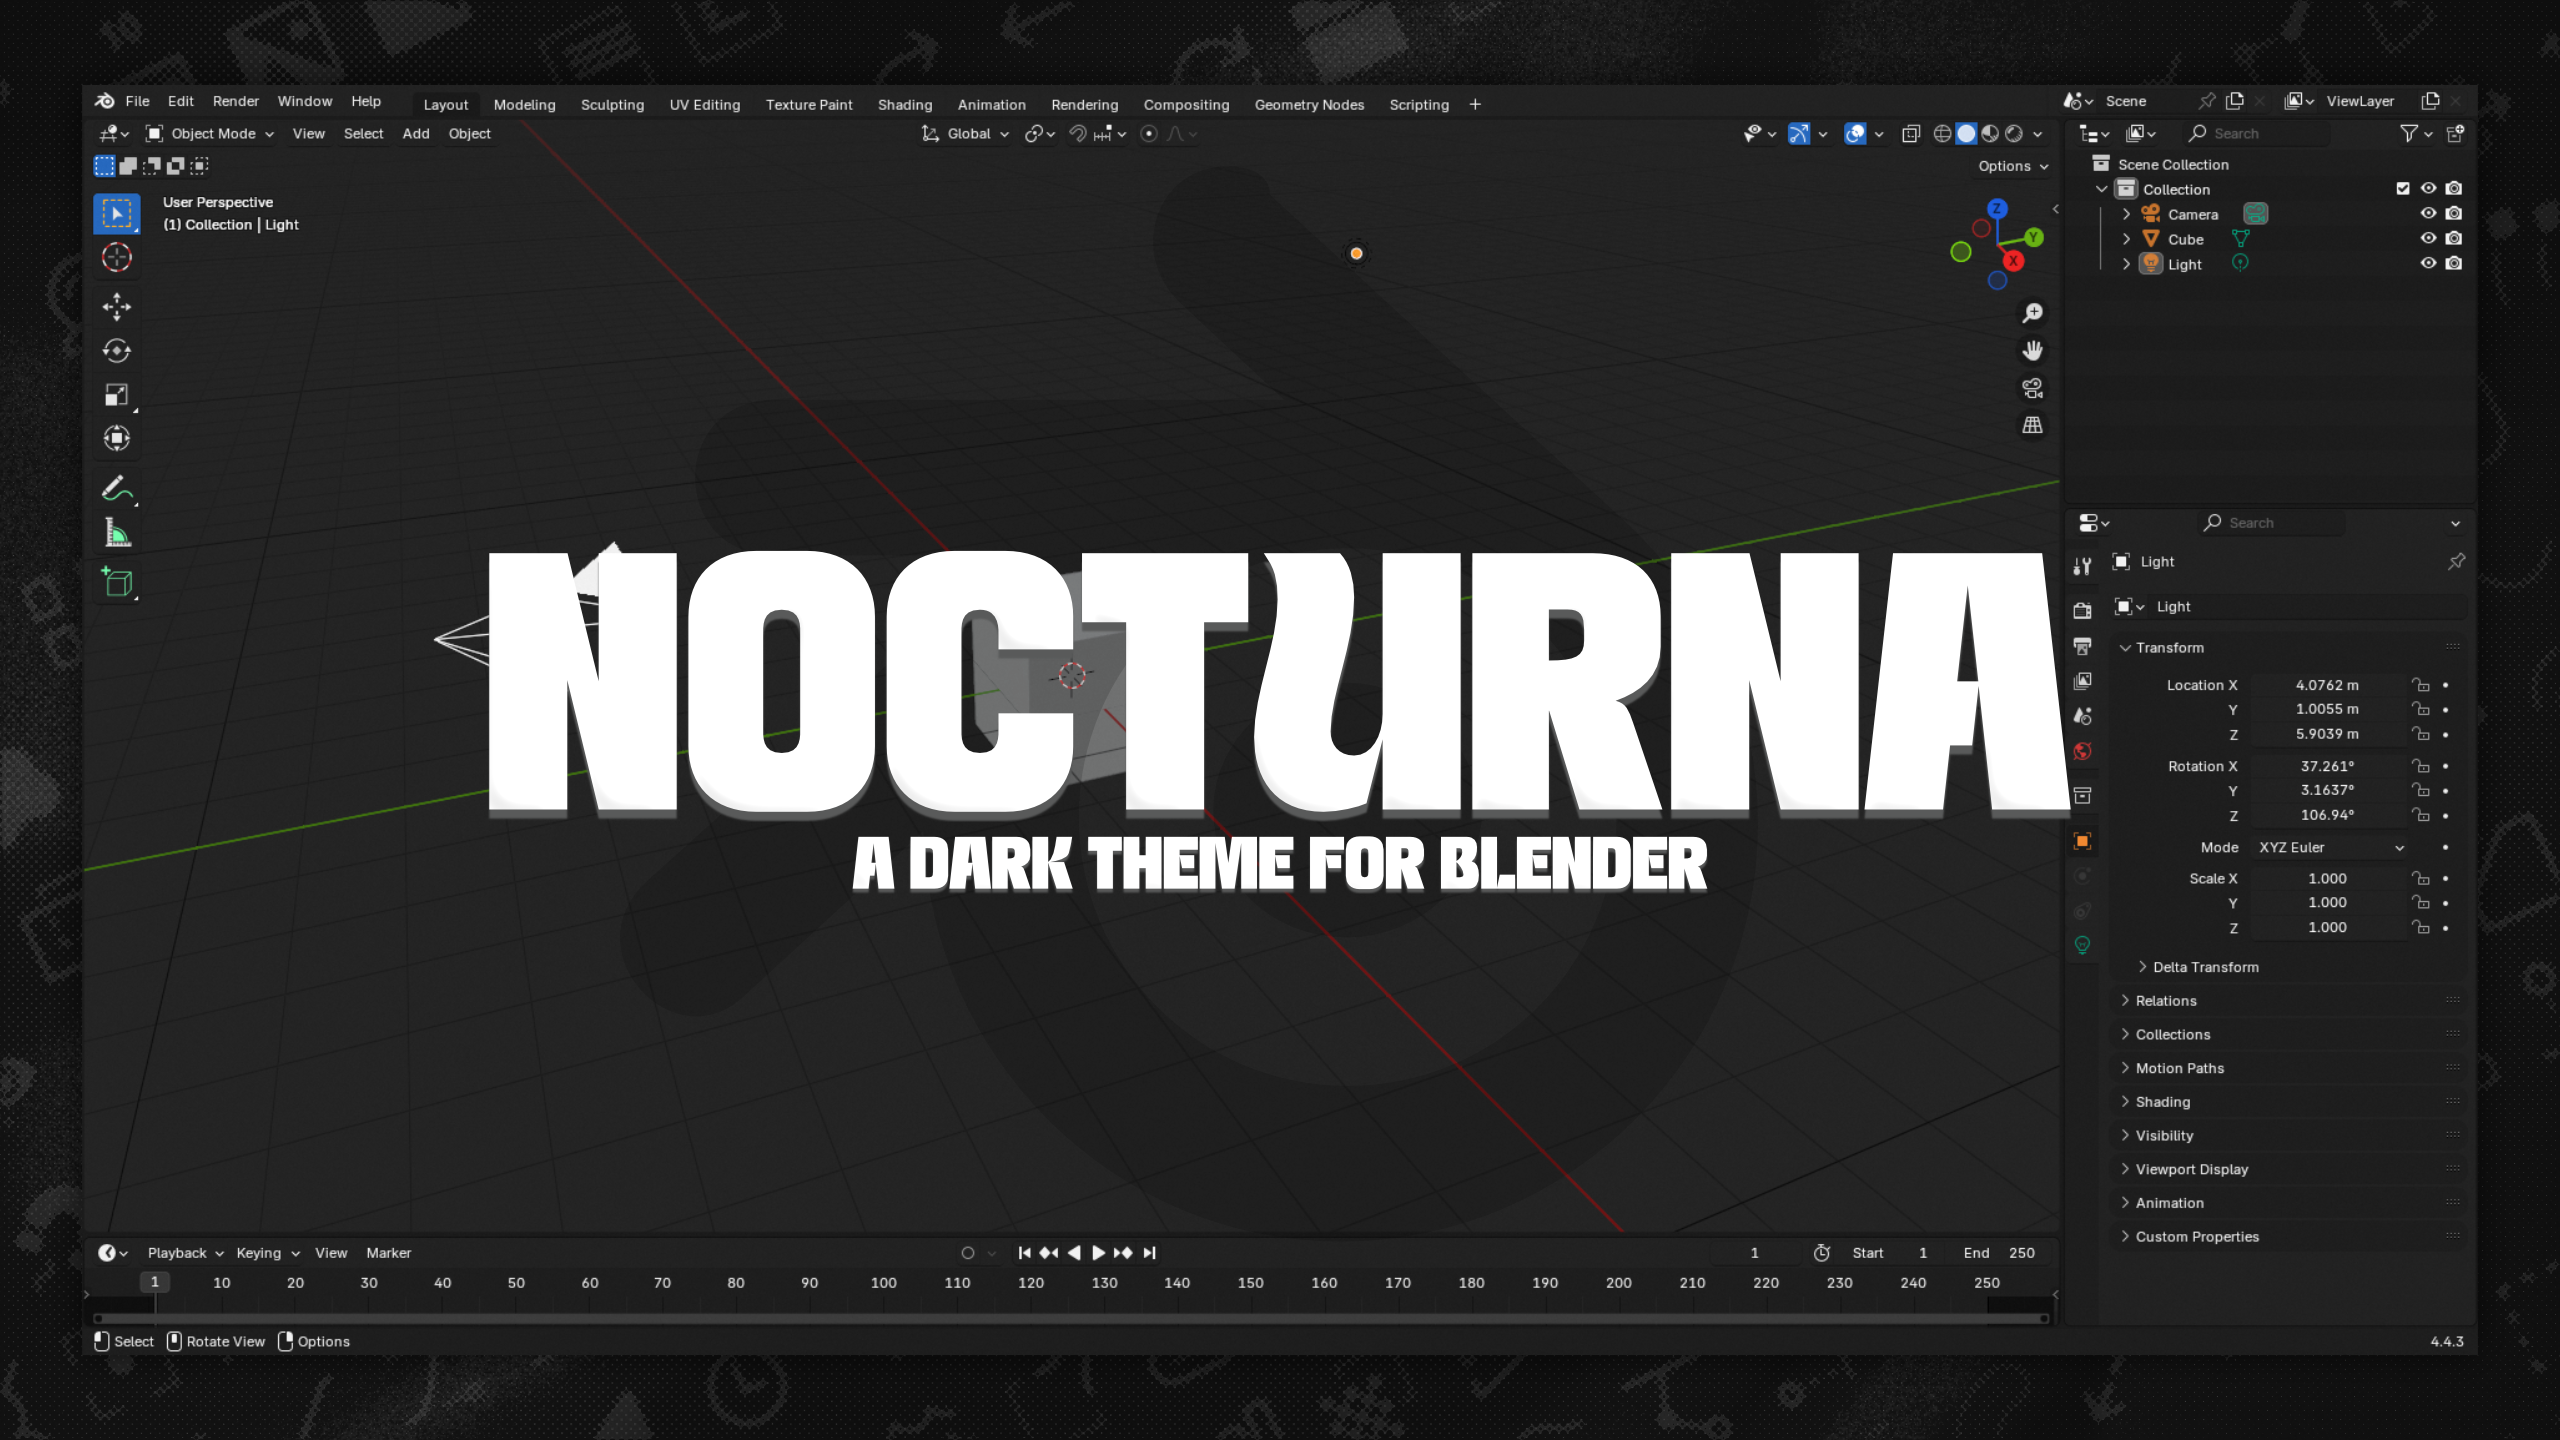 File Edit Render Window Help Layout Modeling Sculpting UV Editing Texture Paint Shading Animation Rendering Compositing Geometry Nodes Scripting + Scene ViewLayer
Object Mode View Select Add Object Global Search
Options
User Perspective
(1) Collection | Light
Z
Y
X
Scene Collection
Collection
Camera
Cube
Light
NOCTURNA
A DARK THEME FOR BLENDER
Search
Light
Light
Transform
Location X 4.0762 m
Y 1.0055 m
Z 5.9039 m
Rotation X 37.261°
Y 3.1637°
Z 106.94°
Mode XYZ Euler
Scale X 1.000
Y 1.000
Z 1.000
Delta Transform
Relations
Collections
Motion Paths
Shading
Visibility
Viewport Display
Animation
Custom Properties
Playback Keying View Marker 1 Start 1 End 250
1 10 20 30 40 50 60 70 80 90 100 110 120 130 140 150 160 170 180 190 200 210 220 230 240 250
Select Rotate View Options 4.4.3